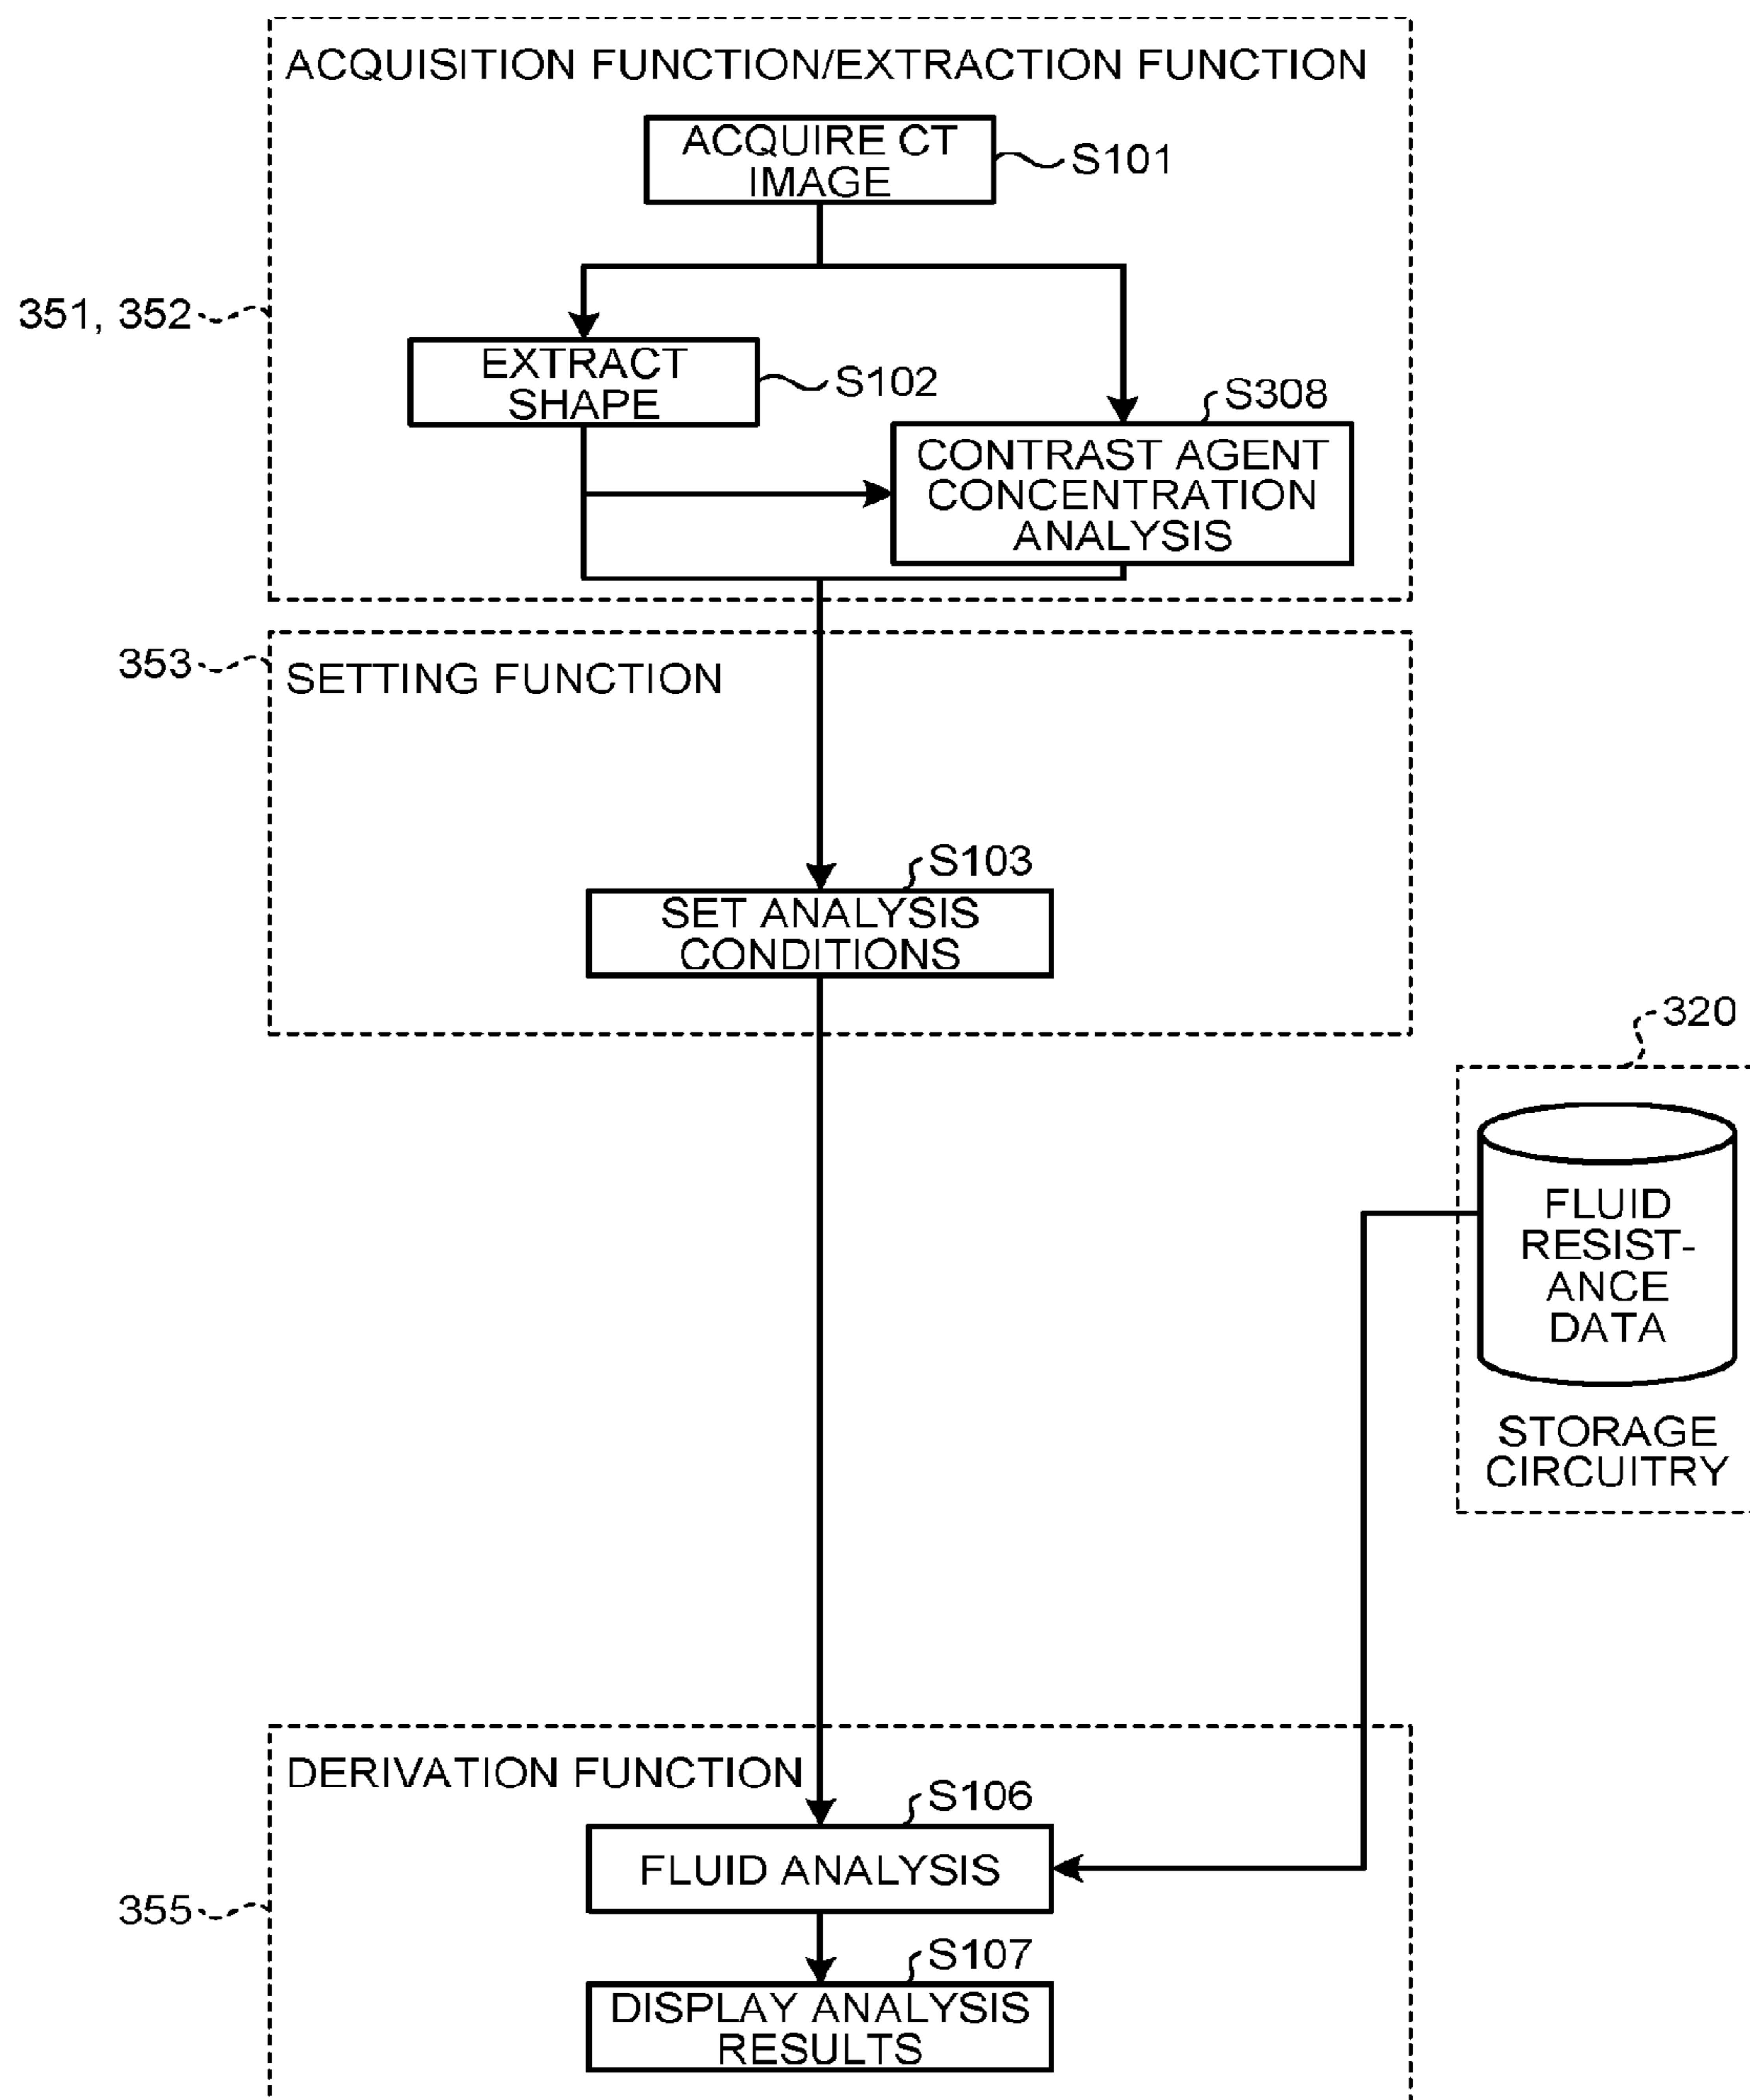 ACQUISITION FUNCTION/EXTRACTION FUNCTION
ACQUIRE CT
IMAGE
S101
351, 352
EXTRACT
SHAPE
S102
S308
CONTRAST AGENT
CONCENTRATION
ANALYSIS
353
SETTING FUNCTION
S103
SET ANALYSIS
CONDITIONS
320
FLUID
RESIST-
ANCE
DATA
STORAGE
CIRCUITRY
DERIVATION FUNCTION
S106
FLUID ANALYSIS
355
S107
DISPLAY ANALYSIS
RESULTS